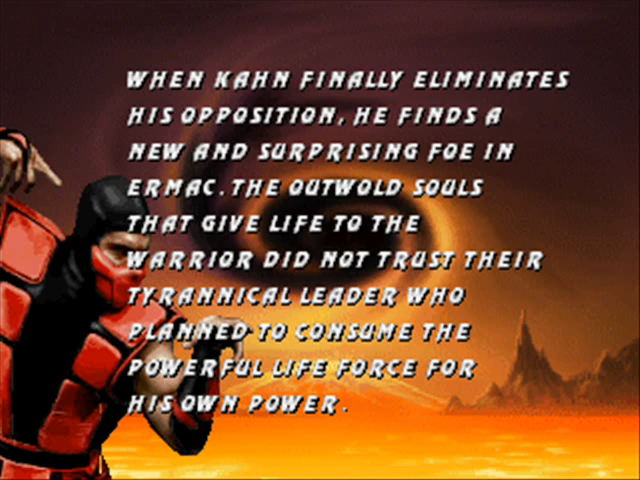 WHEN KAHN FINALLY ELIMINATES
HIS OPPOSITION, HE FINDS A
NEW AND SURPRISING FOE IN
ERMAC. THE OUTWOLD SOULS
THAT GIVE LIFE TO THE
WARRIOR DID NOT TRUST THEIR
TYRANNICAL LEADER WHO
PLANNED TO CONSUME THE
POWERFUL LIFE FORCE FOR
HIS OWN POWER.